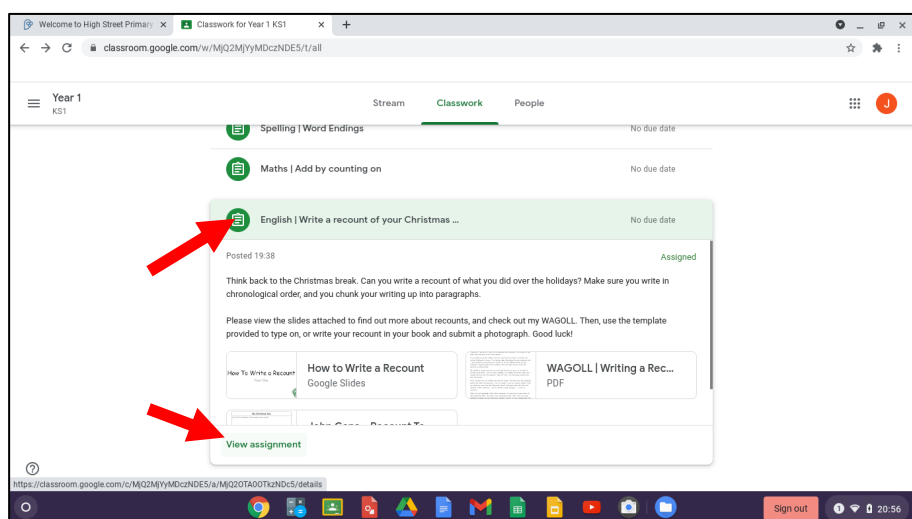 Welcome to High Street Primary
Classwork for Year 1 KS1
classroom.google.com/w/MjQ2MjYyMDczNDE5/t/all
Year 1
KS1
Stream Classwork People
J
Spelling | Word Endings No due date
Maths | Add by counting on No due date
English | Write a recount of your Christmas ... No due date
Posted 19:38 Assigned
Think back to the Christmas break. Can you write a recount of what you did over the holidays? Make sure you write in
chronological order, and you chunk your writing up into paragraphs.
Please view the slides attached to find out more about recounts, and check out my WAGOLL. Then, use the template
provided to type on, or write your recount in your book and submit a photograph. Good luck!
How To Write a Recount
How to Write a Recount
Google Slides
WAGOLL | Writing a Rec...
PDF
View assignment
https://classroom.google.com/c/MjQ2MjYyMDczNDE5/a/MjQ2OTA0OTkzNDc5/details
Sign out 1 20:56